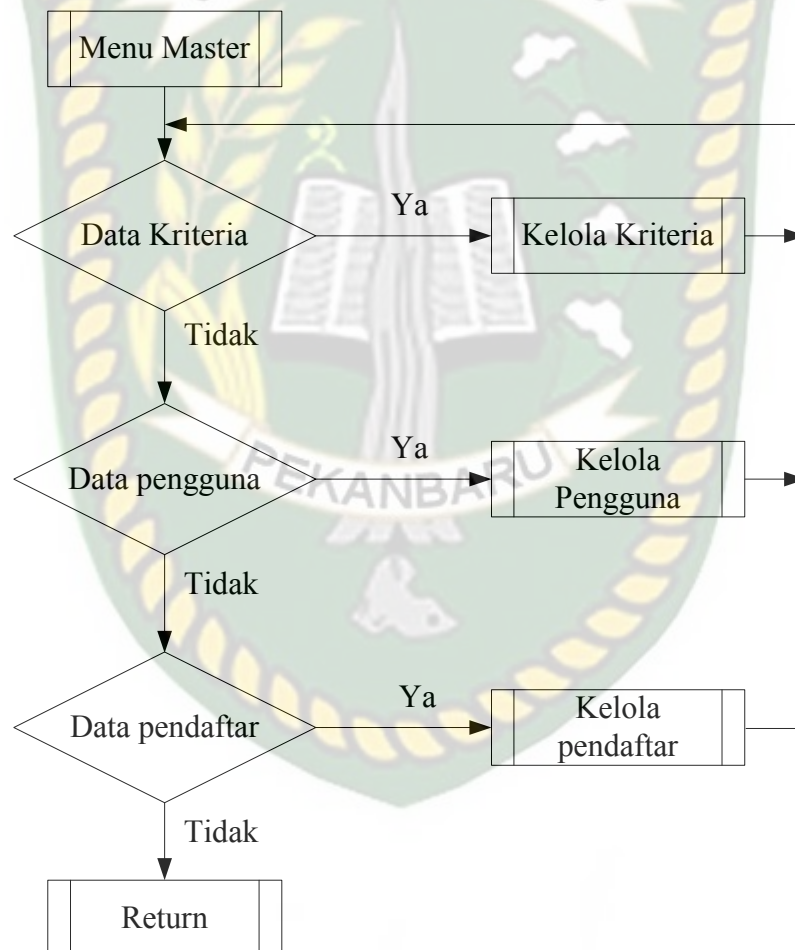 Menu Master
Data Kriteria
Ya
Kelola Kriteria
Tidak
Data pengguna
Ya
Kelola
Pengguna
PEKANBARU
Tidak
Data pendaftar
Ya
Kelola
pendaftar
Tidak
Return